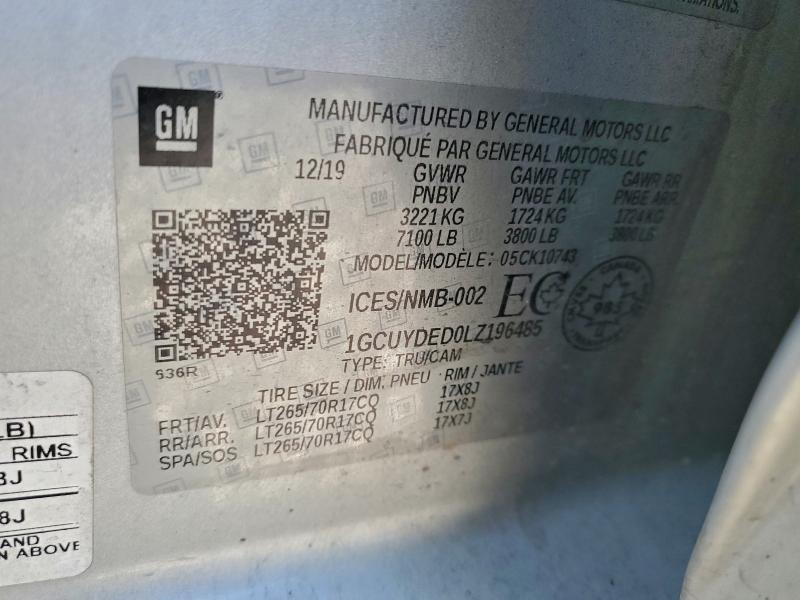 GM
MANUFACTURED BY GENERAL MOTORS LLC
FABRIQUÉ PAR GENERAL MOTORS LLC
12/19 GVWR GAWR FRT GAWR RR
PNBV PNBE AV. PNBE ARR.
3221 KG 1724 KG 1724 KG
7100 LB 3800 LB 3800 LB
MODEL/MODÈLE: 05CK10743
ICES/NMB-002 EC
CANADA
985
1GCUYDED0LZ196485
S36R
TYPE: TRU/CAM
TIRE SIZE / DIM. PNEU RIM / JANTE
FRT/AV. LT265/70R17CQ 17X8J
RR/ARR. LT265/70R17CQ 17X8J
SPA/SOS LT265/70R17CQ 17X7J
LB)
RIMS
8J
AND
ABOVE